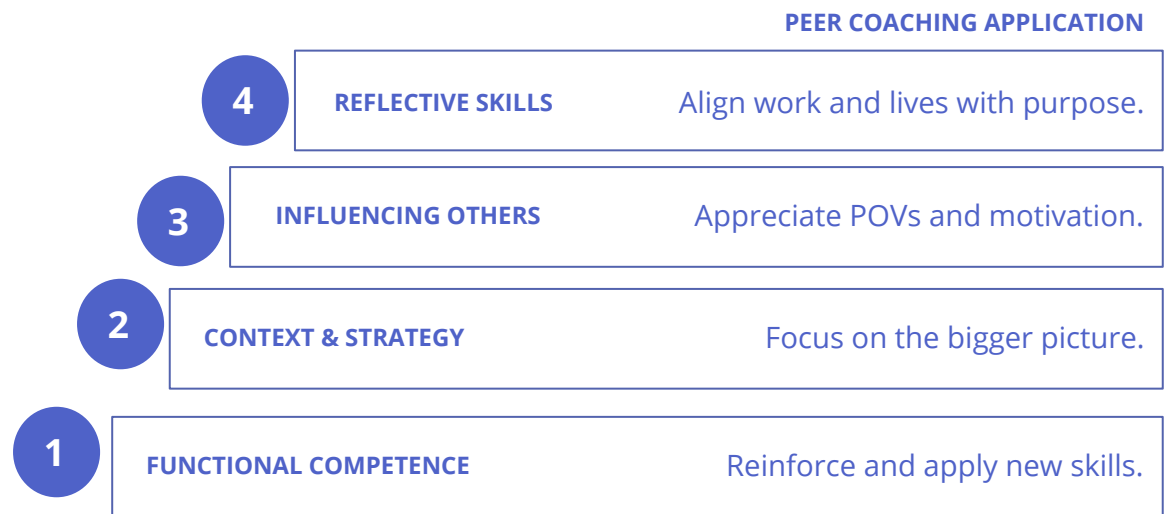 PEER COACHING APPLICATION
4 REFLECTIVE SKILLS Align work and lives with purpose.
3 INFLUENCING OTHERS Appreciate POVs and motivation.
2 CONTEXT & STRATEGY Focus on the bigger picture.
1 FUNCTIONAL COMPETENCE Reinforce and apply new skills.